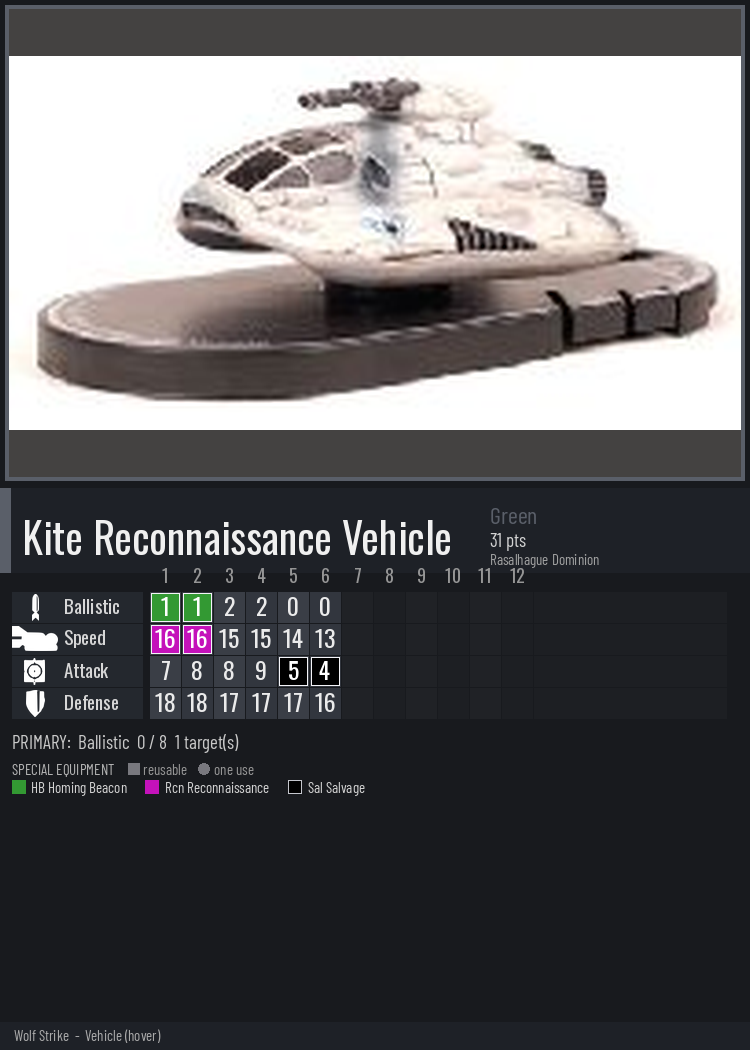 Kite Reconnaissance Vehicle
Green
31 pts
Rasalhague Dominion
1 2 3 4 5 6 7 8 9 10 11 12
Ballistic 1 1 2 2 0 0
Speed 16 16 15 15 14 13
Attack 7 8 8 9 5 4
Defense 18 18 17 17 17 16
PRIMARY: Ballistic 0 / 8 1 target(s)
SPECIAL EQUIPMENT reusable one use
HB Homing Beacon Rcn Reconnaissance Sal Salvage
Wolf Strike - Vehicle (hover)